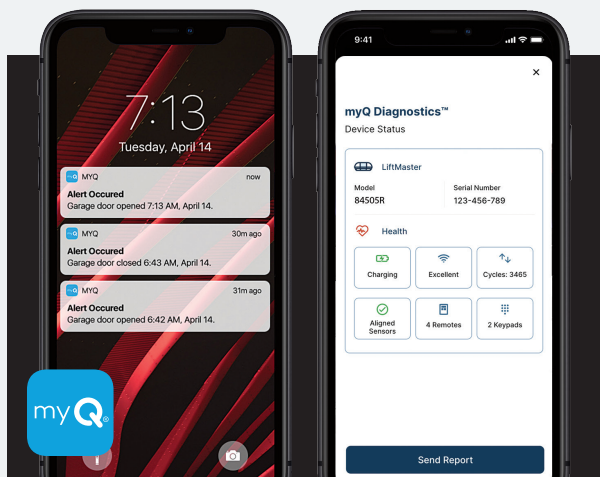 7:13
Tuesday, April 14
MYQ now
Alert Occured
Garage door opened 7:13 AM, April 14.
MYQ 30m ago
Alert Occured
Garage door closed 6:43 AM, April 14.
MYQ 31m ago
Alert Occured
Garage door opened 6:42 AM, April 14.
myQ®
9:41
myQ Diagnostics™
Device Status
LiftMaster
Model Serial Number
84505R 123-456-789
Health
Charging Excellent Cycles: 3465
Aligned
Sensors 4 Remotes 2 Keypads
Send Report